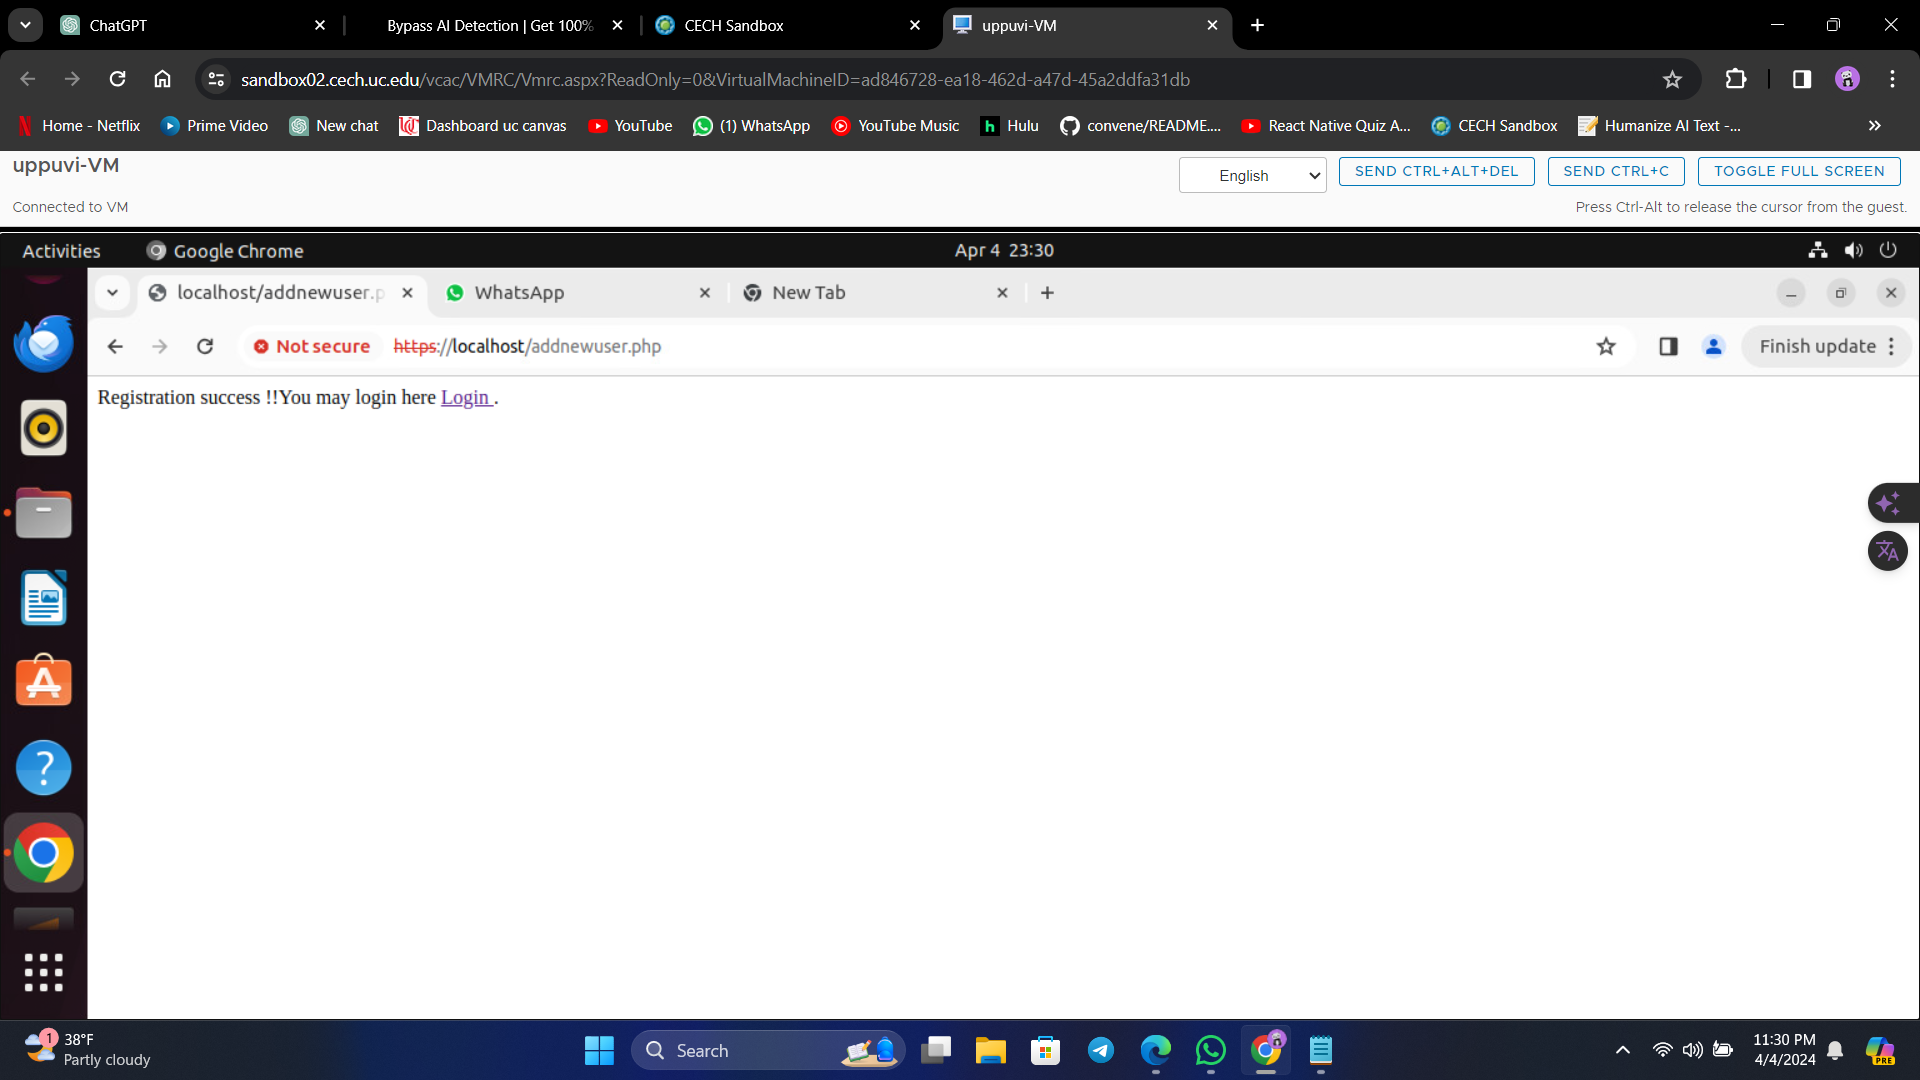 ChatGPT
Bypass AI Detection | Get 100%
CECH Sandbox
uppuvi-VM
sandbox02.cech.uc.edu/vcac/VMRC/Vmrc.aspx?ReadOnly=0&VirtualMachineID=ad846728-ea18-462d-a47d-45a2ddfa31db
Home - Netflix
Prime Video
New chat
Dashboard uc canvas
YouTube
(1) WhatsApp
YouTube Music
h Hulu
convene/README....
React Native Quiz A...
CECH Sandbox
Humanize AI Text -...
uppuvi-VM
English
SEND CTRL+ALT+DEL
SEND CTRL+C
TOGGLE FULL SCREEN
Connected to VM
Press Ctrl-Alt to release the cursor from the guest.
Activities
Google Chrome
Apr 4 23:30
localhost/addnewuser.p
WhatsApp
New Tab
Not secure
https://localhost/addnewuser.php
Finish update
Registration success !!You may login here Login .
1
38°F
Partly cloudy
Search
11:30 PM
4/4/2024
PRE